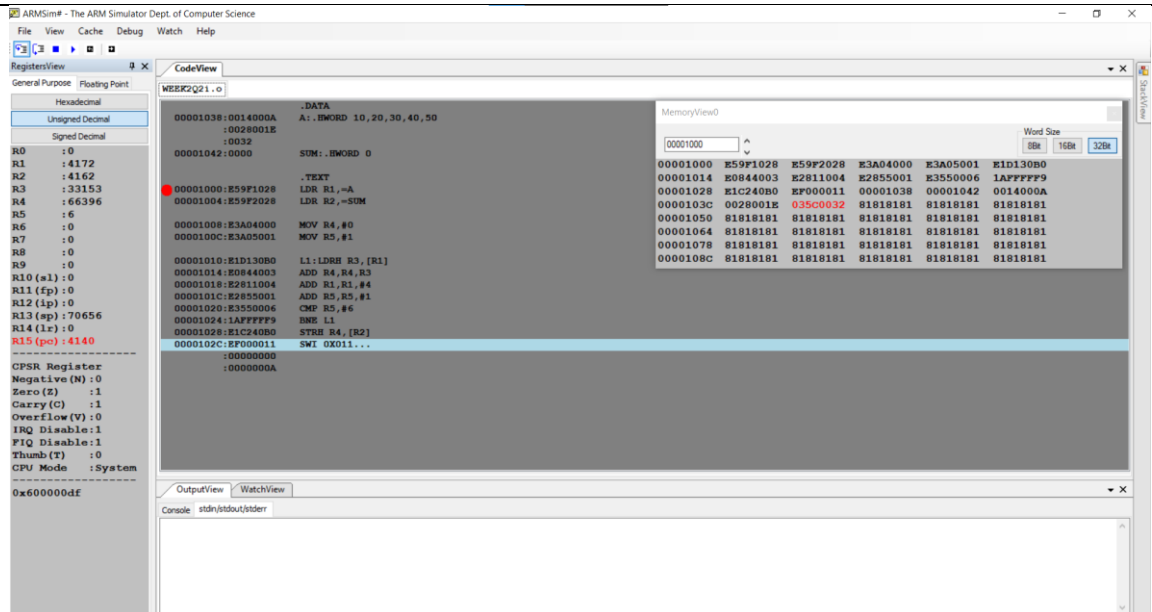 ARMSim# - The ARM Simulator Dept. of Computer Science
File View Cache Debug Watch Help
RegistersView
General Purpose Floating Point
Hexadecimal
Unsigned Decimal
Signed Decimal
R0 :0
R1 :4172
R2 :4162
R3 :33153
R4 :66396
R5 :6
R6 :0
R7 :0
R8 :0
R9 :0
R10(sl):0
R11(fp):0
R12(ip):0
R13(sp):70656
R14(lr):0
R15(pc):4140
CPSR Register
Negative(N):0
Zero(Z) :1
Carry(C) :1
Overflow(V):0
IRQ Disable:1
FIQ Disable:1
Thumb(T) :0
CPU Mode :System
0x600000df
CodeView
WEEK2Q2i.o
.DATA
00001038:0014000A A:.HWORD 10,20,30,40,50
:0028001E
:0032
00001042:0000 SUM:.HWORD 0
.TEXT
00001000:E59F1028 LDR R1,=A
00001004:E59F2028 LDR R2,=SUM
00001008:E3A04000 MOV R4,#0
0000100C:E3A05001 MOV R5,#1
00001010:E1D130B0 L1:LDRH R3,[R1]
00001014:E0844003 ADD R4,R4,R3
00001018:E2811004 ADD R1,R1,#4
0000101C:E2855001 ADD R5,R5,#1
00001020:E3550006 CMP R5,#6
00001024:1AFFFFF9 BNE L1
00001028:E1C240B0 STRH R4,[R2]
0000102C:EF000011 SWI 0X011...
:00000000
:0000000A
MemoryView0
00001000
Word Size
8Bit 16Bit 32Bit
00001000 E59F1028 E59F2028 E3A04000 E3A05001 E1D130B0
00001014 E0844003 E2811004 E2855001 E3550006 1AFFFFF9
00001028 E1C240B0 EF000011 00001038 00001042 0014000A
0000103C 0028001E 035C0032 81818181 81818181 81818181
00001050 81818181 81818181 81818181 81818181 81818181
00001064 81818181 81818181 81818181 81818181 81818181
00001078 81818181 81818181 81818181 81818181 81818181
0000108C 81818181 81818181 81818181 81818181 81818181
StackView
OutputView WatchView
Console stdin/stdout/stderr